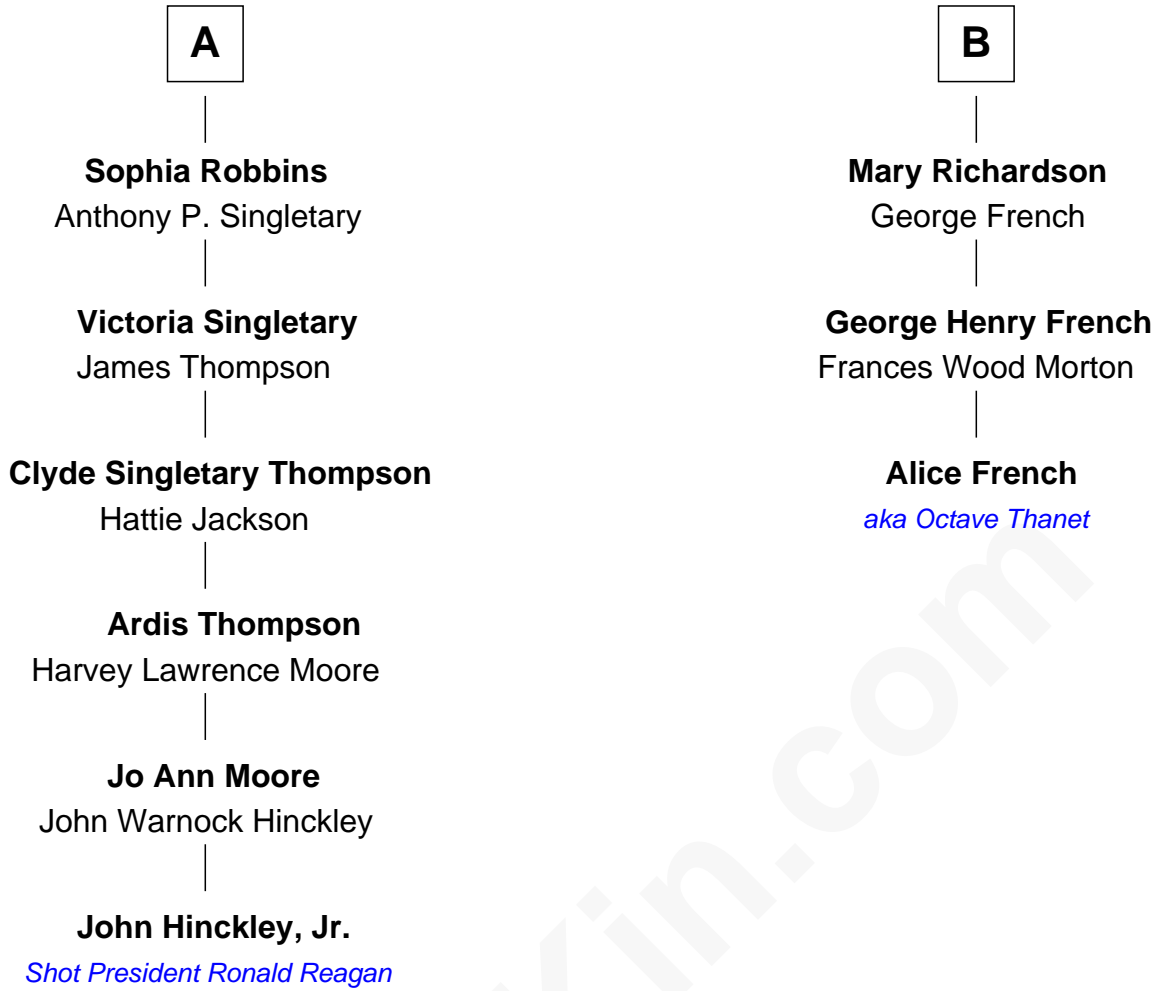 A
Sophia Robbins
Anthony P. Singletary
Victoria Singletary
James Thompson
Clyde Singletary Thompson
Hattie Jackson
Ardis Thompson
Harvey Lawrence Moore
Jo Ann Moore
John Warnock Hinckley
John Hinckley, Jr.
Shot President Ronald Reagan
B
Mary Richardson
George French
George Henry French
Frances Wood Morton
Alice French
aka Octave Thanet
Kin.com